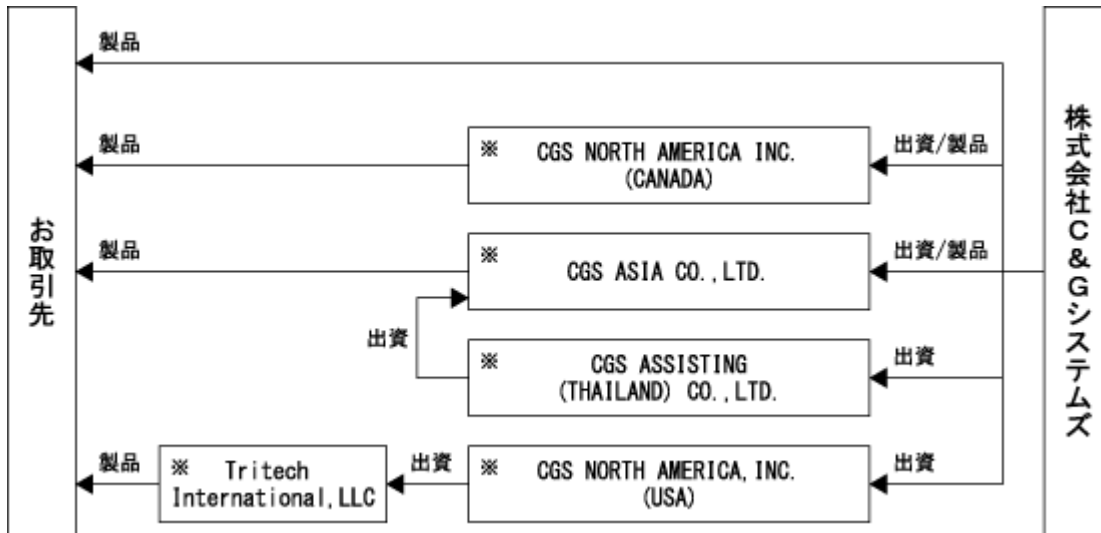 製品
製品
※ CGS NORTH AMERICA INC.
(CANADA)
出資/製品
製品
※ CGS ASIA CO.,LTD.
出資/製品
出資
※ CGS ASSISTING
(THAILAND) CO.,LTD.
出資
製品
※ Tritech
International,LLC
出資
※ CGS NORTH AMERICA,INC.
(USA)
出資
お取引先
株式会社C&Gシステムズ